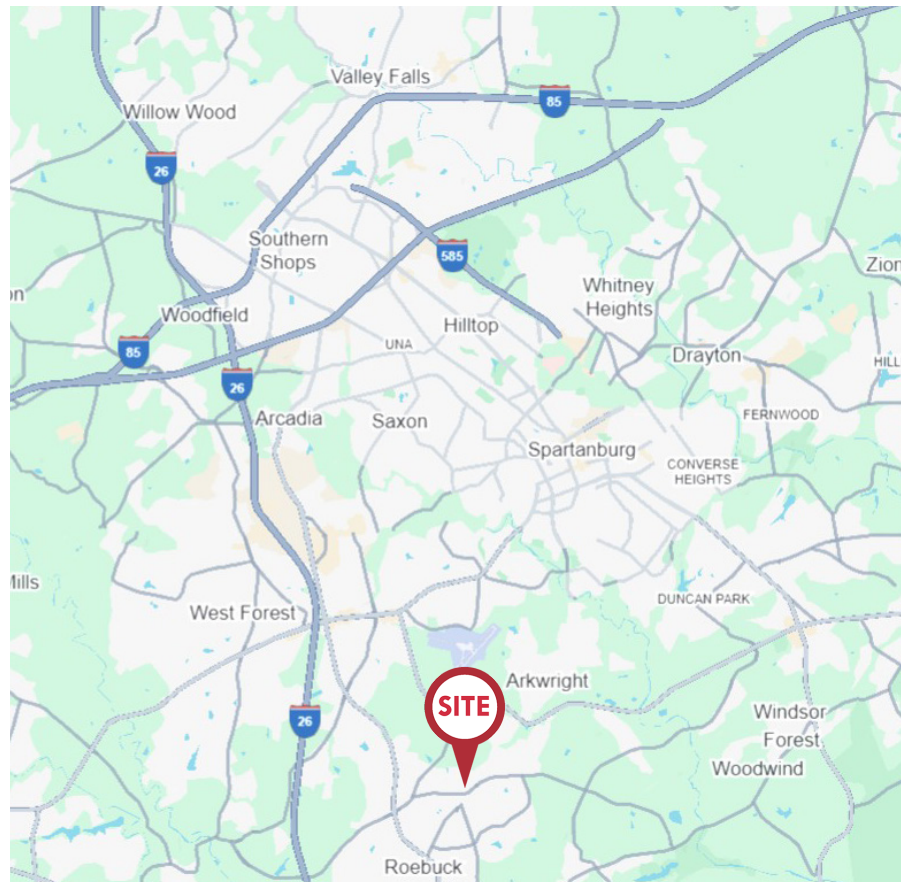 Valley Falls
85
Willow Wood
26
Southern
Shops
585
Zion
on
Whitney
Heights
Woodfield
Hilltop
UNA
85
Drayton
HILL
26
Arcadia
Saxon
FERNWOOD
Spartanburg
CONVERSE
HEIGHTS
Mills
DUNCAN PARK
West Forest
Arkwright
SITE
26
Windsor
Forest
Woodwind
Roebuck